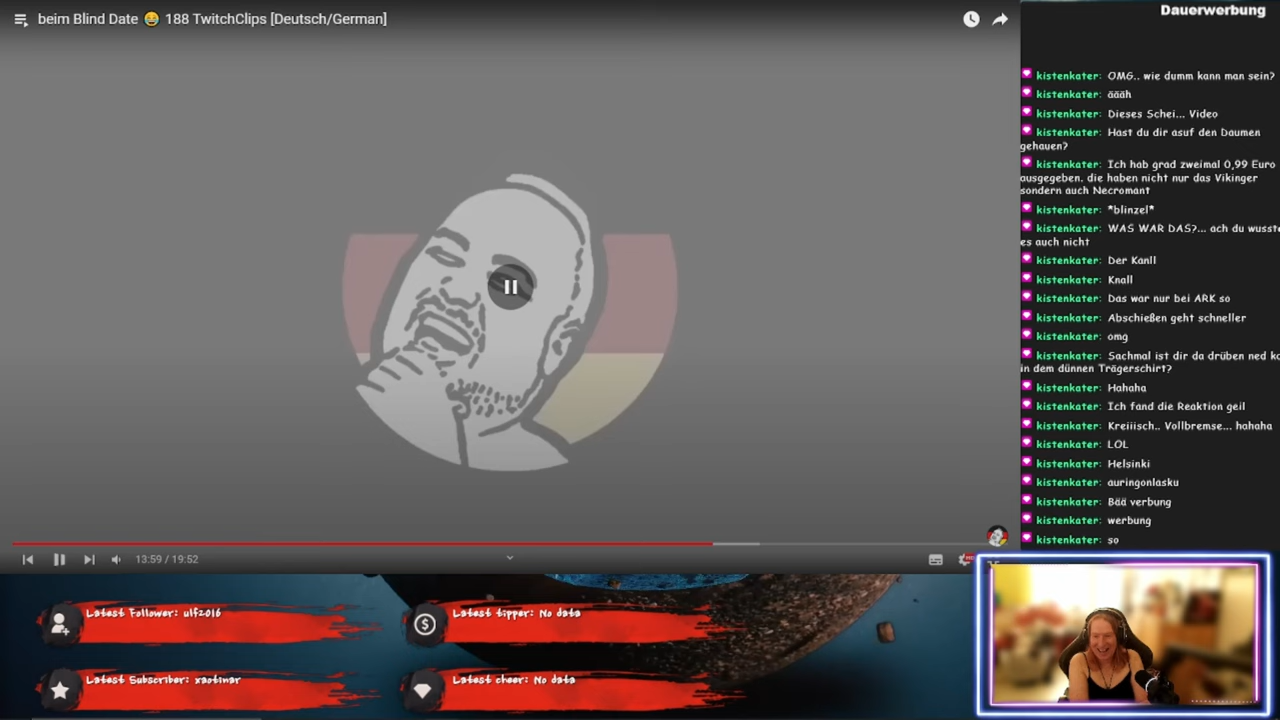 beim Blind Date 😂 188 TwitchClips [Deutsch/German]
Dauerwerbung
kistenkater: OMG.. wie dumm kann man sein?
kistenkater: äääh
kistenkater: Dieses Schei... Video
kistenkater: Hast du dir asuf den Daumen
gehauen?
kistenkater: Ich hab grad zweimal 0,99 Euro
ausgegeben. die haben nicht nur das Vikinger
sondern auch Necromant
kistenkater: *blinzel*
kistenkater: WAS WAR DAS?... ach du wusste
es auch nicht
kistenkater: Der Kanll
kistenkater: Knall
kistenkater: Das war nur bei ARK so
kistenkater: Abschießen geht schneller
kistenkater: omg
kistenkater: Sachmal ist dir da drüben ned ka
in dem dünnen Trägerschirt?
kistenkater: Hahaha
kistenkater: Ich fand die Reaktion geil
kistenkater: Kreiiisch.. Vollbremse... hahaha
kistenkater: LOL
kistenkater: Helsinki
kistenkater: auringonlasku
kistenkater: Bää verbung
kistenkater: werbung
kistenkater: so
13:59 / 19:52
Latest Follower: ulf2016
Latest tipper: No data
Latest Subscriber: xaotinar
Latest cheer: No data